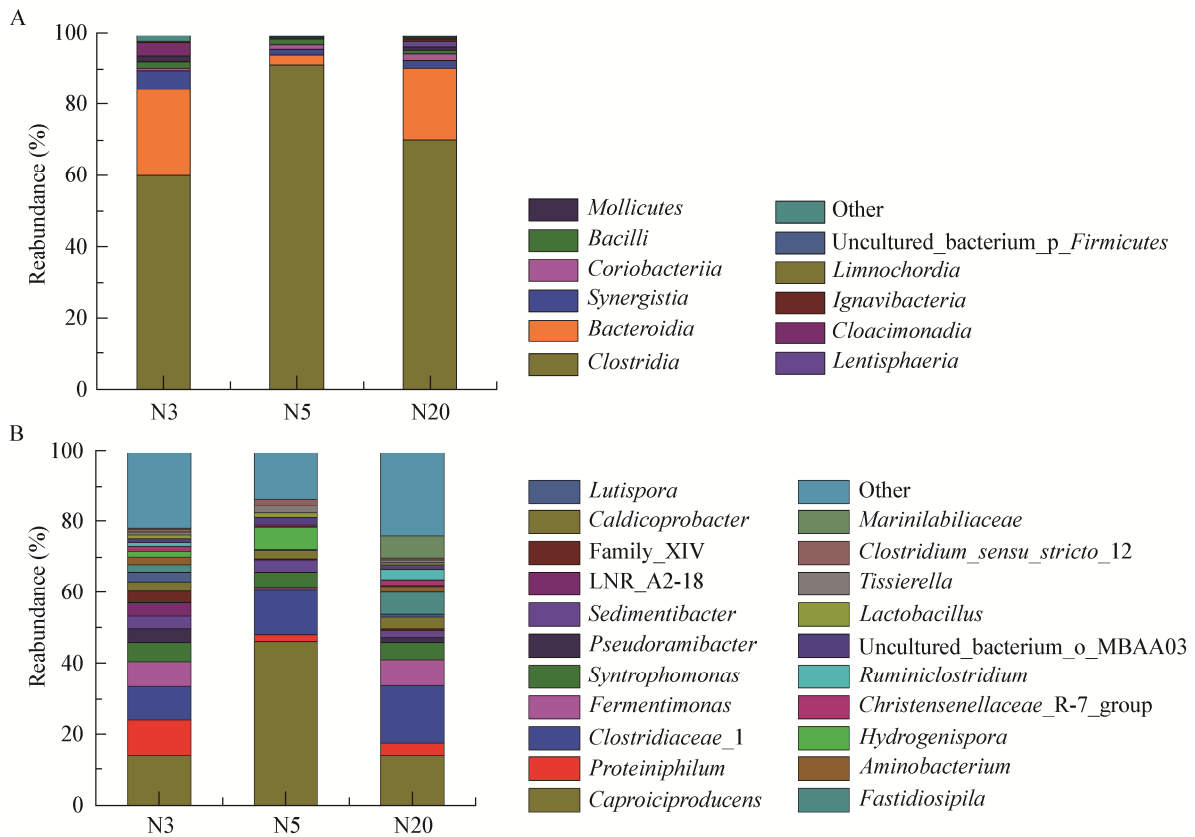 A
Reabundance (%)
100
80
60
40
20
0
N3
N5
N20
Mollicutes
Bacilli
Coriobacteriia
Synergistia
Bacteroidia
Clostridia
Other
Uncultured_bacterium_p_Firmicutes
Limnochordia
Ignavibacteria
Cloacimonadia
Lentisphaeria
B
Reabundance (%)
100
80
60
40
20
0
N3
N5
N20
Lutispora
Caldicoprobacter
Family_XIV
LNR_A2-18
Sedimentibacter
Pseudoramibacter
Syntrophomonas
Fermentimonas
Clostridiaceae_1
Proteiniphilum
Caproiciproducens
Other
Marinilabiliaceae
Clostridium_sensu_stricto_12
Tissierella
Lactobacillus
Uncultured_bacterium_o_MBAA03
Ruminiclostridium
Christensenellaceae_R-7_group
Hydrogenispora
Aminobacterium
Fastidiosipila